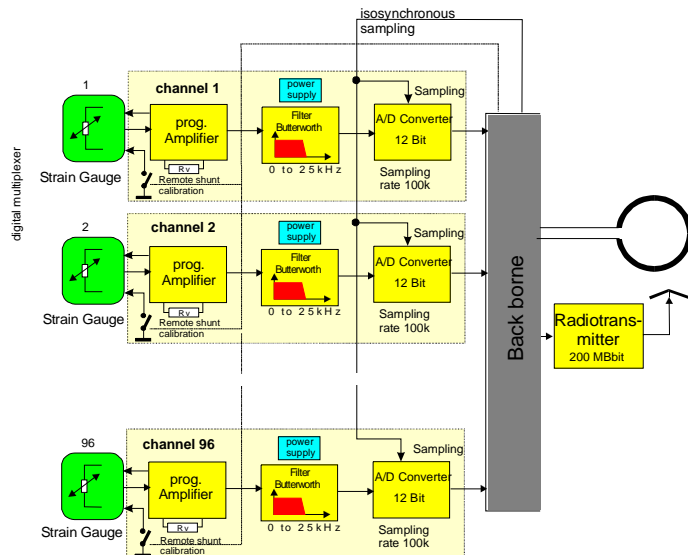 isosynchronous
sampling
digital multiplexer
1
channel 1
power
supply
Sampling
prog.
Amplifier
Filter
Butterworth
A/D Converter
12 Bit
Rv
0 to 25kHz
Sampling
rate 100k
Strain Gauge
Remote shunt
calibration
2
channel 2
power
supply
Sampling
prog.
Amplifier
Filter
Butterworth
A/D Converter
12 Bit
Rv
0 to 25kHz
Sampling
rate 100k
Strain Gauge
Remote shunt
calibration
Back borne
Radiotrans-
mitter
200 MBbit
96
channel 96
power
supply
Sampling
prog.
Amplifier
Filter
Butterworth
A/D Converter
12 Bit
Rv
0 to 25kHz
Sampling
rate 100k
Strain Gauge
Remote shunt
calibration